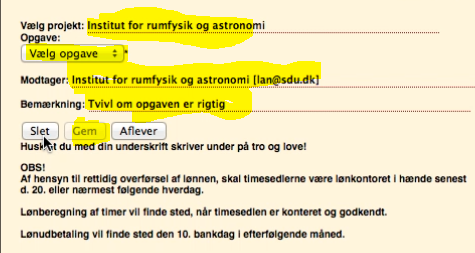 Vælg projekt: Institut for rumfysik og astronomi
Opgave:
Vælg opgave *
Modtager: Institut for rumfysik og astronomi [lan@sdu.dk]
Bemærkning: Tvivl om opgaven er rigtig
Slet Gem Aflever
Husk at du med din underskrift skriver under på tro og love!
OBS!
Af hensyn til rettidig overførsel af lønnen, skal timesedlerne være lønkontoret i hænde senest
d. 20. eller nærmest følgende hverdag.
Lønberegning af timer vil finde sted, når timesedlen er konteret og godkendt.
Lønudbetaling vil finde sted den 10. bankdag i efterfølgende måned.